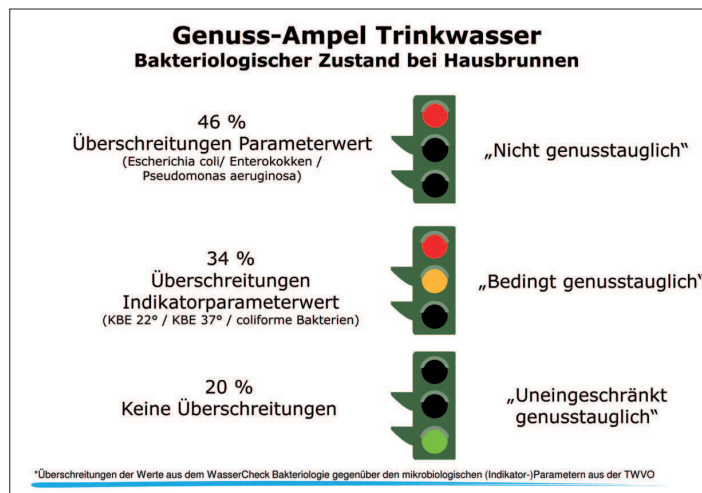 Genuss-Ampel Trinkwasser
Bakteriologischer Zustand bei Hausbrunnen
46 %
Überschreitungen Parameterwert
(Escherichia coli/ Enterokokken /
Pseudomonas aeruginosa)
„Nicht genusstauglich“
34 %
Überschreitungen
Indikatorparameterwert
(KBE 22° / KBE 37° / coliforme Bakterien)
„Bedingt genusstauglich“
20 %
Keine Überschreitungen
„Uneingeschränkt
genusstauglich“
*Überschreitungen der Werte aus dem WasserCheck Bakteriologie gegenüber den mikrobiologischen (Indikator-)Parametern aus der TWVO